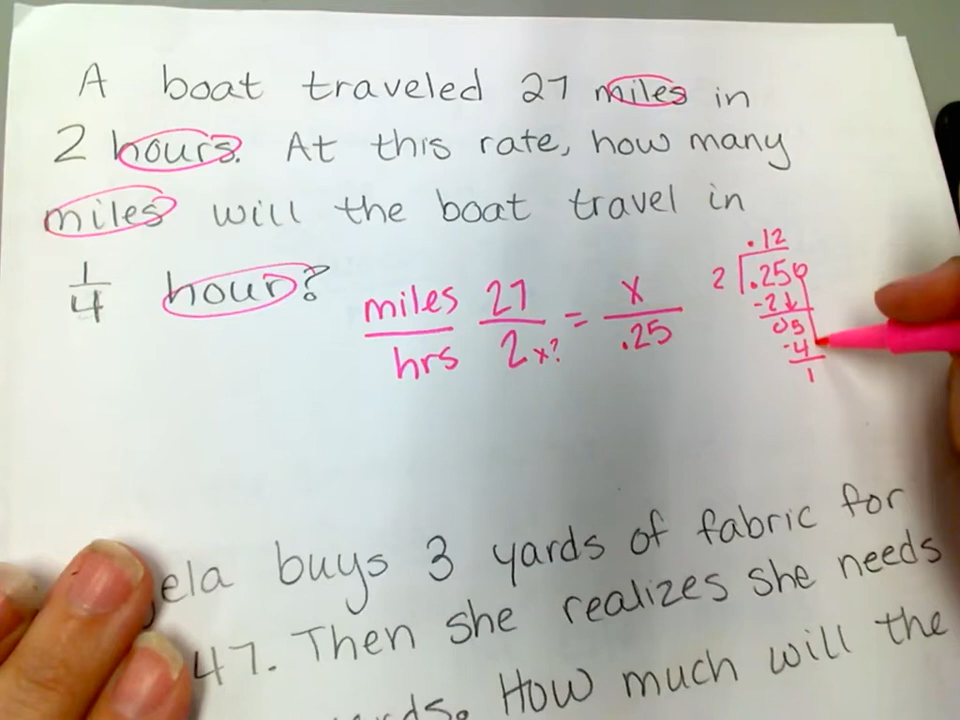 A boat traveled 27 miles in
2 hours. At this rate, how many
miles will the boat travel in
1/4 hour?
miles/hrs 27/2 x? = x/.25
.12
2 .250
-2↓
05
-4
1
ela buys 3 yards of fabric for
47. Then she realizes she needs
How much will the